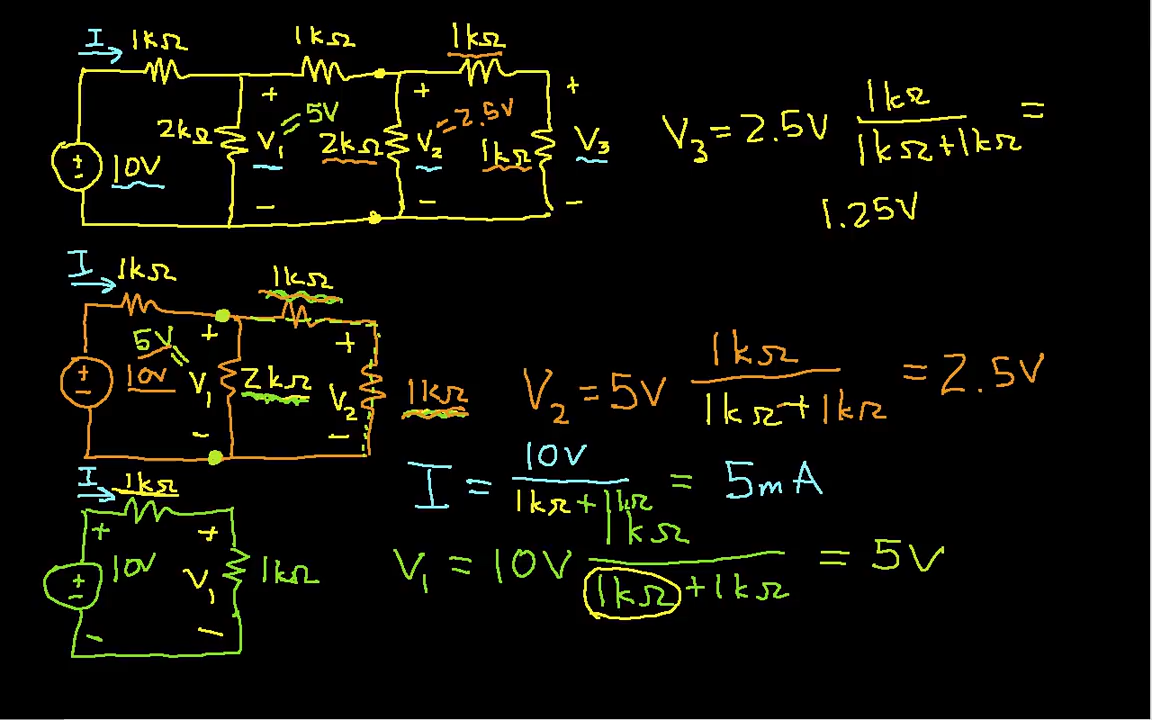 I 1kΩ 1kΩ 1kΩ
+ + +
2kΩ V₁ = 5V 2kΩ V₂ = 2.5V 1kΩ V₃
10V
- - -
V₃ = 2.5V 1kΩ / 1kΩ + 1kΩ =
1.25V
I 1kΩ 1kΩ
+ +
5V =
10V V₁ 2kΩ V₂ 1kΩ
- -
V₂ = 5V 1kΩ / 1kΩ + 1kΩ = 2.5V
I = 10V / 1kΩ + 1kΩ = 5mA
I 1kΩ
+ +
10V V₁ 1kΩ
- -
V₁ = 10V 1kΩ / 1kΩ + 1kΩ = 5V